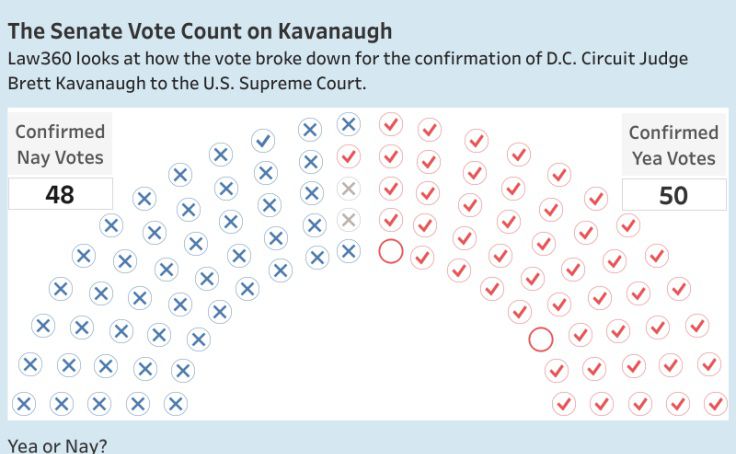 The Senate Vote Count on Kavanaugh
Law360 looks at how the vote broke down for the confirmation of D.C. Circuit Judge
Brett Kavanaugh to the U.S. Supreme Court.
Confirmed
Nay Votes
48
Confirmed
Yea Votes
50
Yea or Nay?